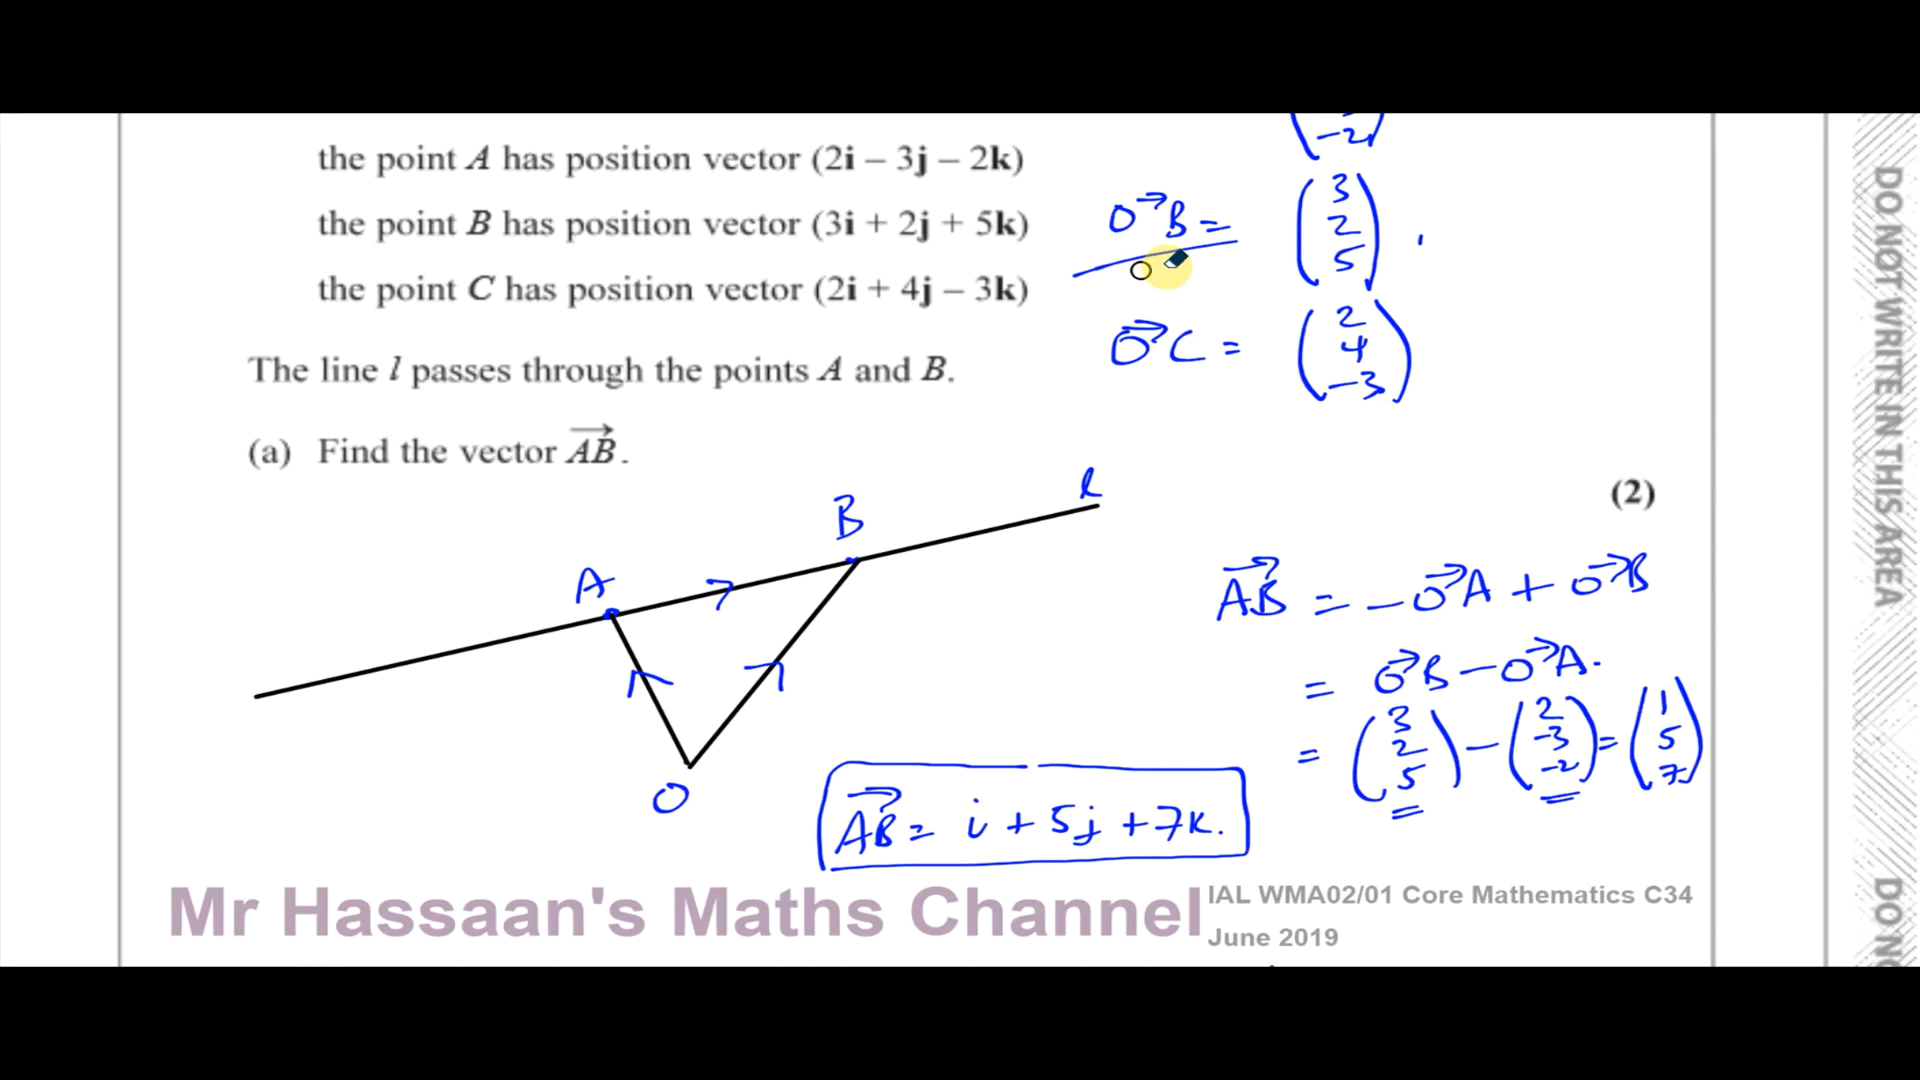 -2
the point A has position vector (2i – 3j – 2k)
the point B has position vector (3i + 2j + 5k)
the point C has position vector (2i + 4j – 3k)
OB = (3 2 5)
OC = (2 4 -3)
The line l passes through the points A and B.
(a) Find the vector AB.
(2)
l
B
A
O
AB = -OA + OB
= OB - OA.
= (3 2 5) - (2 -3 -2) = (1 5 7)
AB = i + 5j + 7k.
Mr Hassaan's Maths Channel
IAL WMA02/01 Core Mathematics C34
June 2019
DO NOT WRITE IN THIS AREA
DO NO